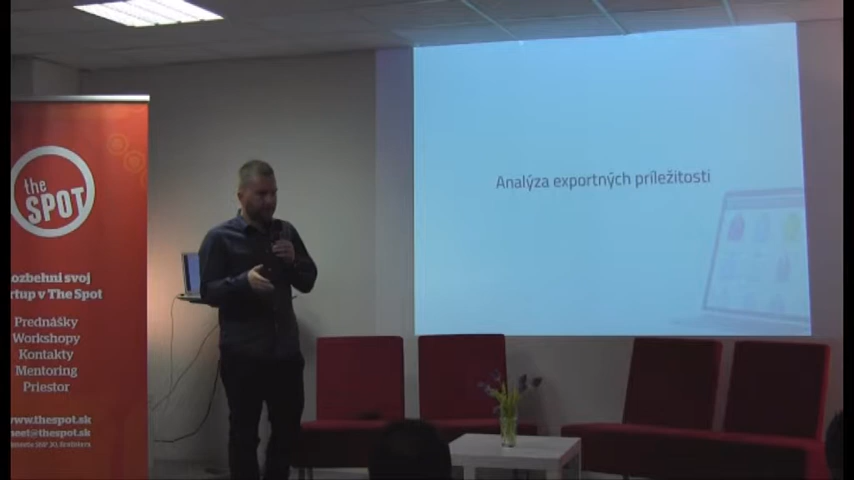 the
SPOT
ozbehni svoj
rtup v The Spot
Prednášky
Workshopy
Kontakty
Mentoring
Priestor
www.thespot.sk
eet@thespot.sk
Analýza exportných príležitostí